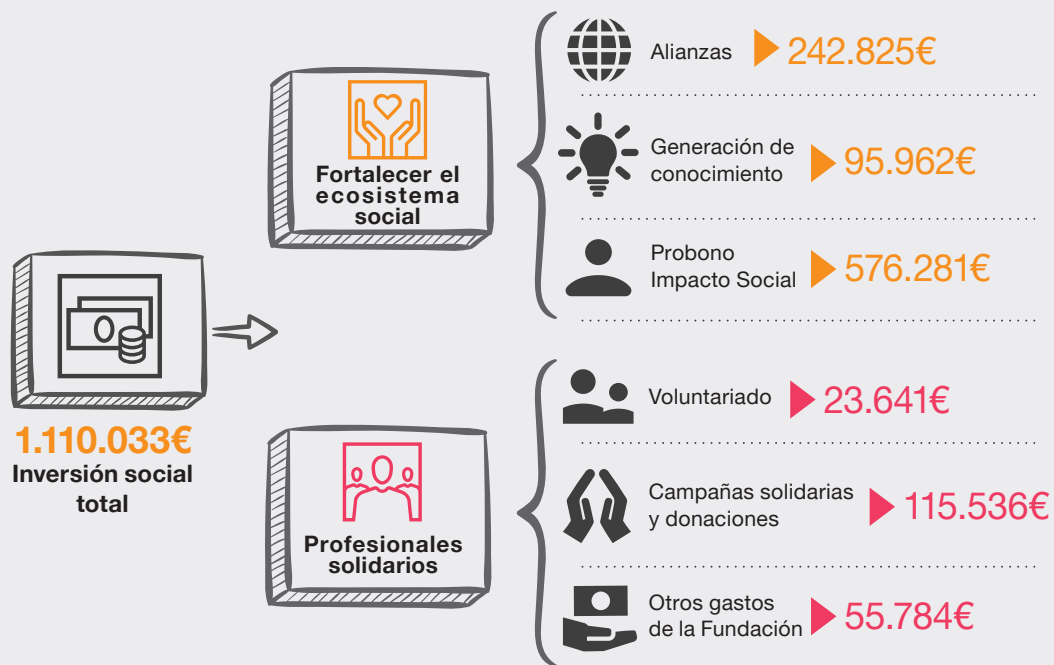 1.110.033€
Inversión social
total
Fortalecer el
ecosistema
social
Alianzas
242.825€
Generación de
conocimiento
95.962€
Probono
Impacto Social
576.281€
Profesionales
solidarios
Voluntariado
23.641€
Campañas solidarias
y donaciones
115.536€
Otros gastos
de la Fundación
55.784€